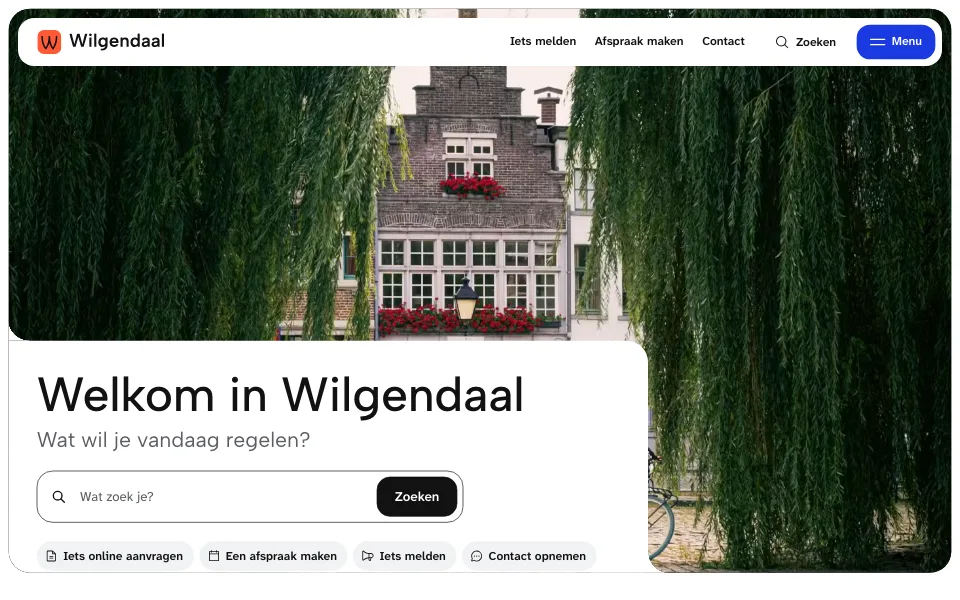 W Wilgendaal
Iets melden Afspraak maken Contact Zoeken Menu
Welkom in Wilgendaal
Wat wil je vandaag regelen?
Wat zoek je? Zoeken
Iets online aanvragen Een afspraak maken Iets melden Contact opnemen